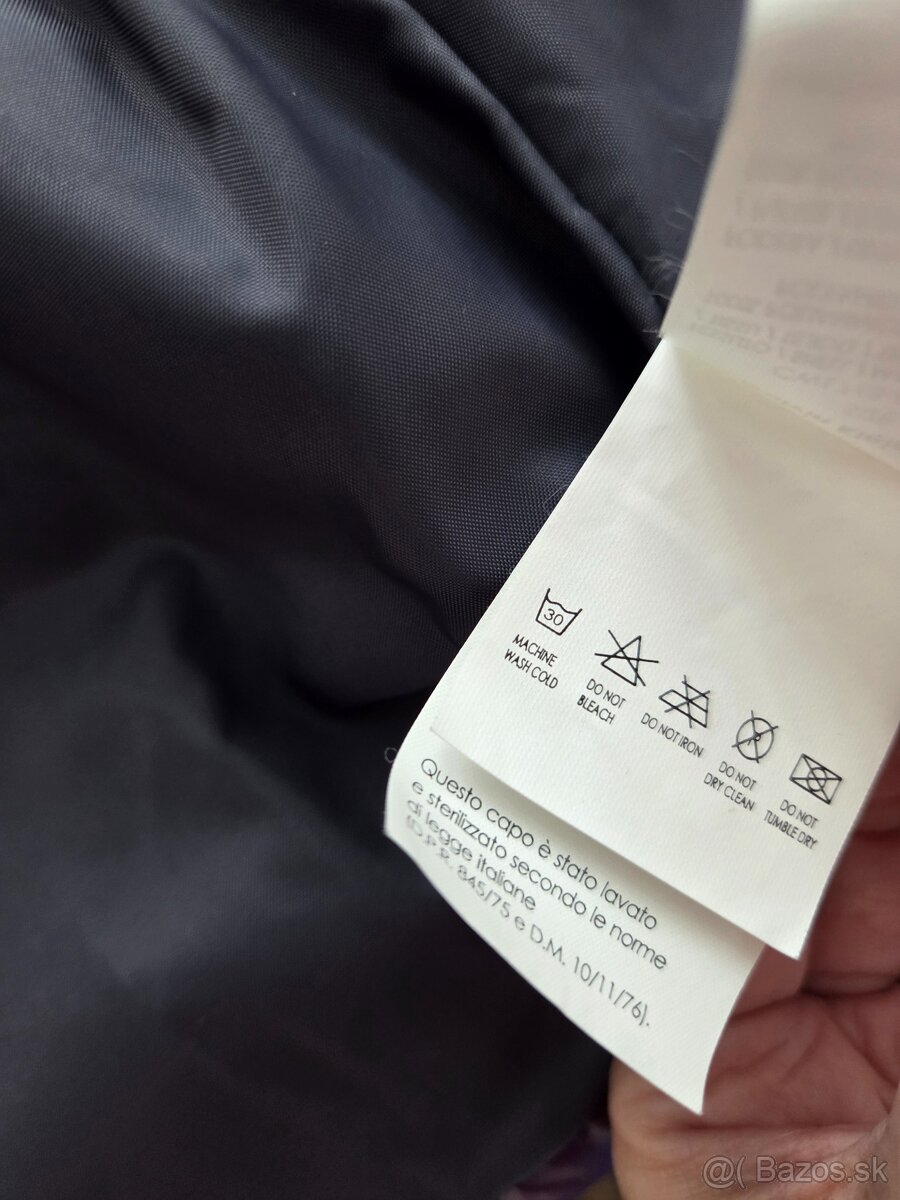 30
MACHINE
WASH COLD
DO NOT
BLEACH
DO NOT IRON
P
DO NOT
DRY CLEAN
DO NOT
TUMBLE DRY
Questo capo è stato lavato
e sterilizzato secondo le norme
di legge italiane
(D.P.R. 845/75 e D.M. 10/11/76).
@( Bazos.sk